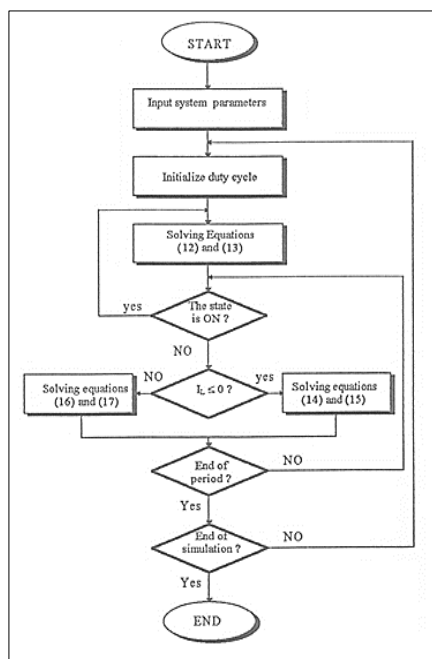 START
Input system parameters
Initialize duty cycle
Solving Equations
(12) and (13)
yes
The state
is ON ?
NO
NO
I_L ≤ 0 ?
yes
Solving equations
(16) and (17)
Solving equations
(14) and (15)
End of
period ?
NO
Yes
End of
simulation ?
NO
Yes
END